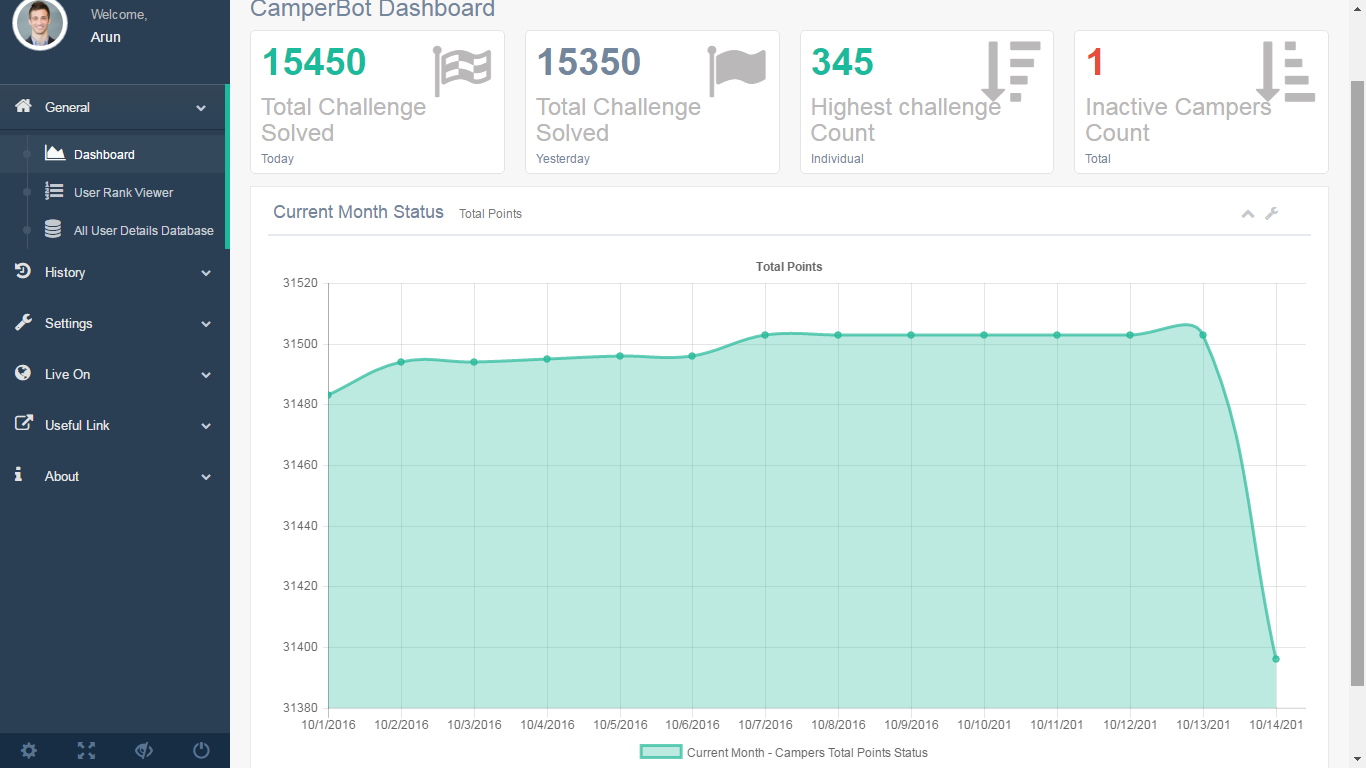 Welcome,
Arun
General
Dashboard
User Rank Viewer
All User Details Database
History
Settings
Live On
Useful Link
About
CamperBot Dashboard
15450
Total Challenge
Solved
Today
15350
Total Challenge
Solved
Yesterday
345
Highest challenge
Count
Individual
1
Inactive Campers
Count
Total
Current Month Status Total Points
Total Points
31520
31500
31480
31460
31440
31420
31400
31380
10/1/2016 10/2/2016 10/3/2016 10/4/2016 10/5/2016 10/6/2016 10/7/2016 10/8/2016 10/9/2016 10/10/201 10/11/201 10/12/201 10/13/201 10/14/201
Current Month - Campers Total Points Status